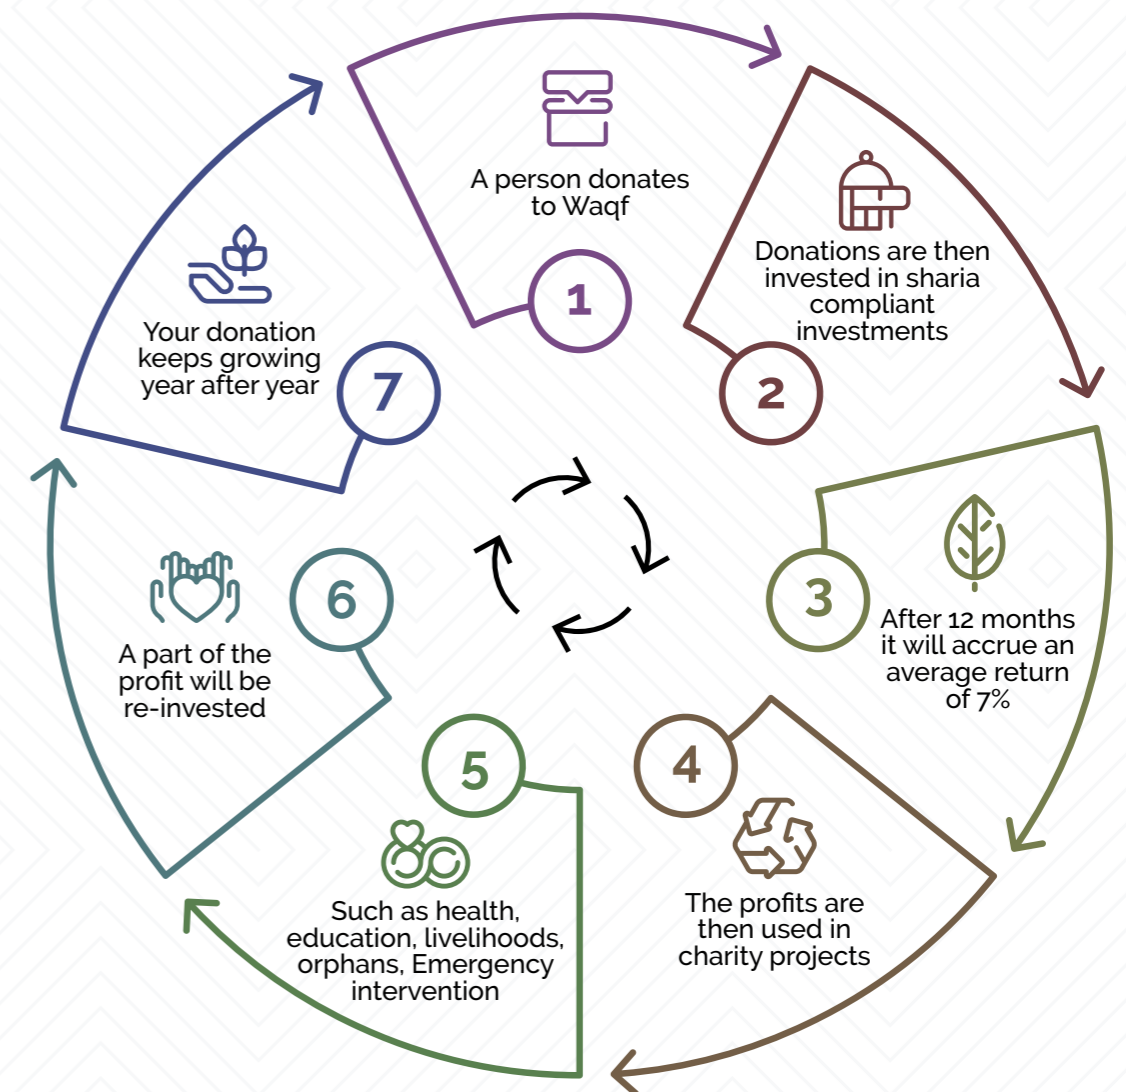 A person donates
to Waqf
1
Donations are then
invested in sharia
compliant
investments
2
3
After 12 months
it will accrue an
average return
of 7%
4
The profits are
then used in
charity projects
5
Such as health,
education, livelihoods,
orphans, Emergency
intervention
6
A part of the
profit will be
re-invested
Your donation
keeps growing
year after year
7